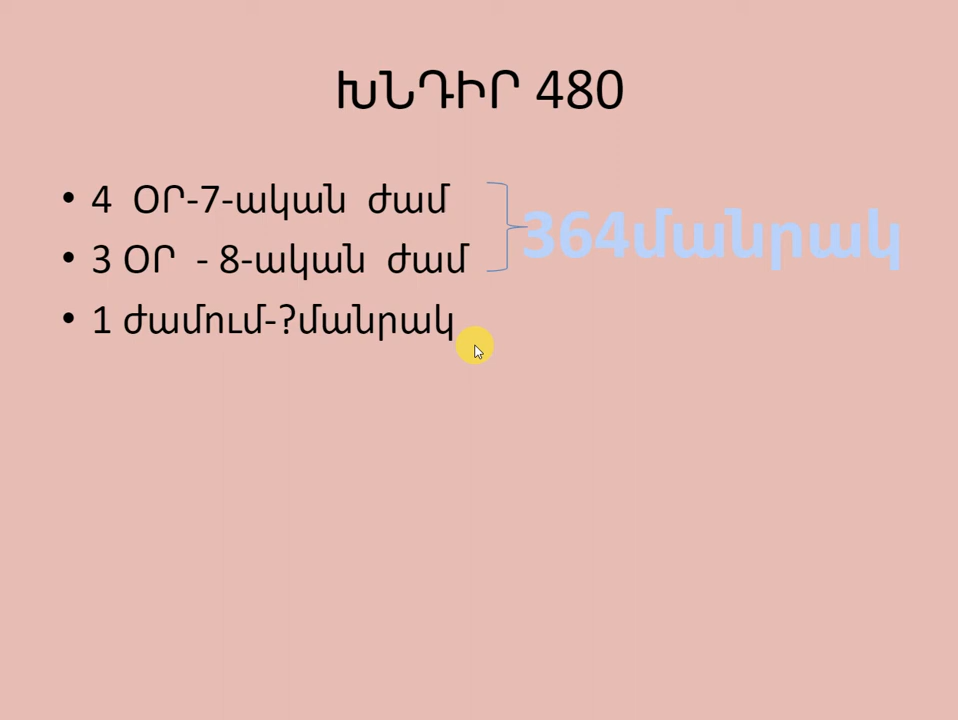 ԽՆԴԻՐ 480
• 4 ՕՐ-7-ական ժամ
• 3 ՕՐ - 8-ական ժամ
364մանրակ
• 1 ժամում-?մանրակ